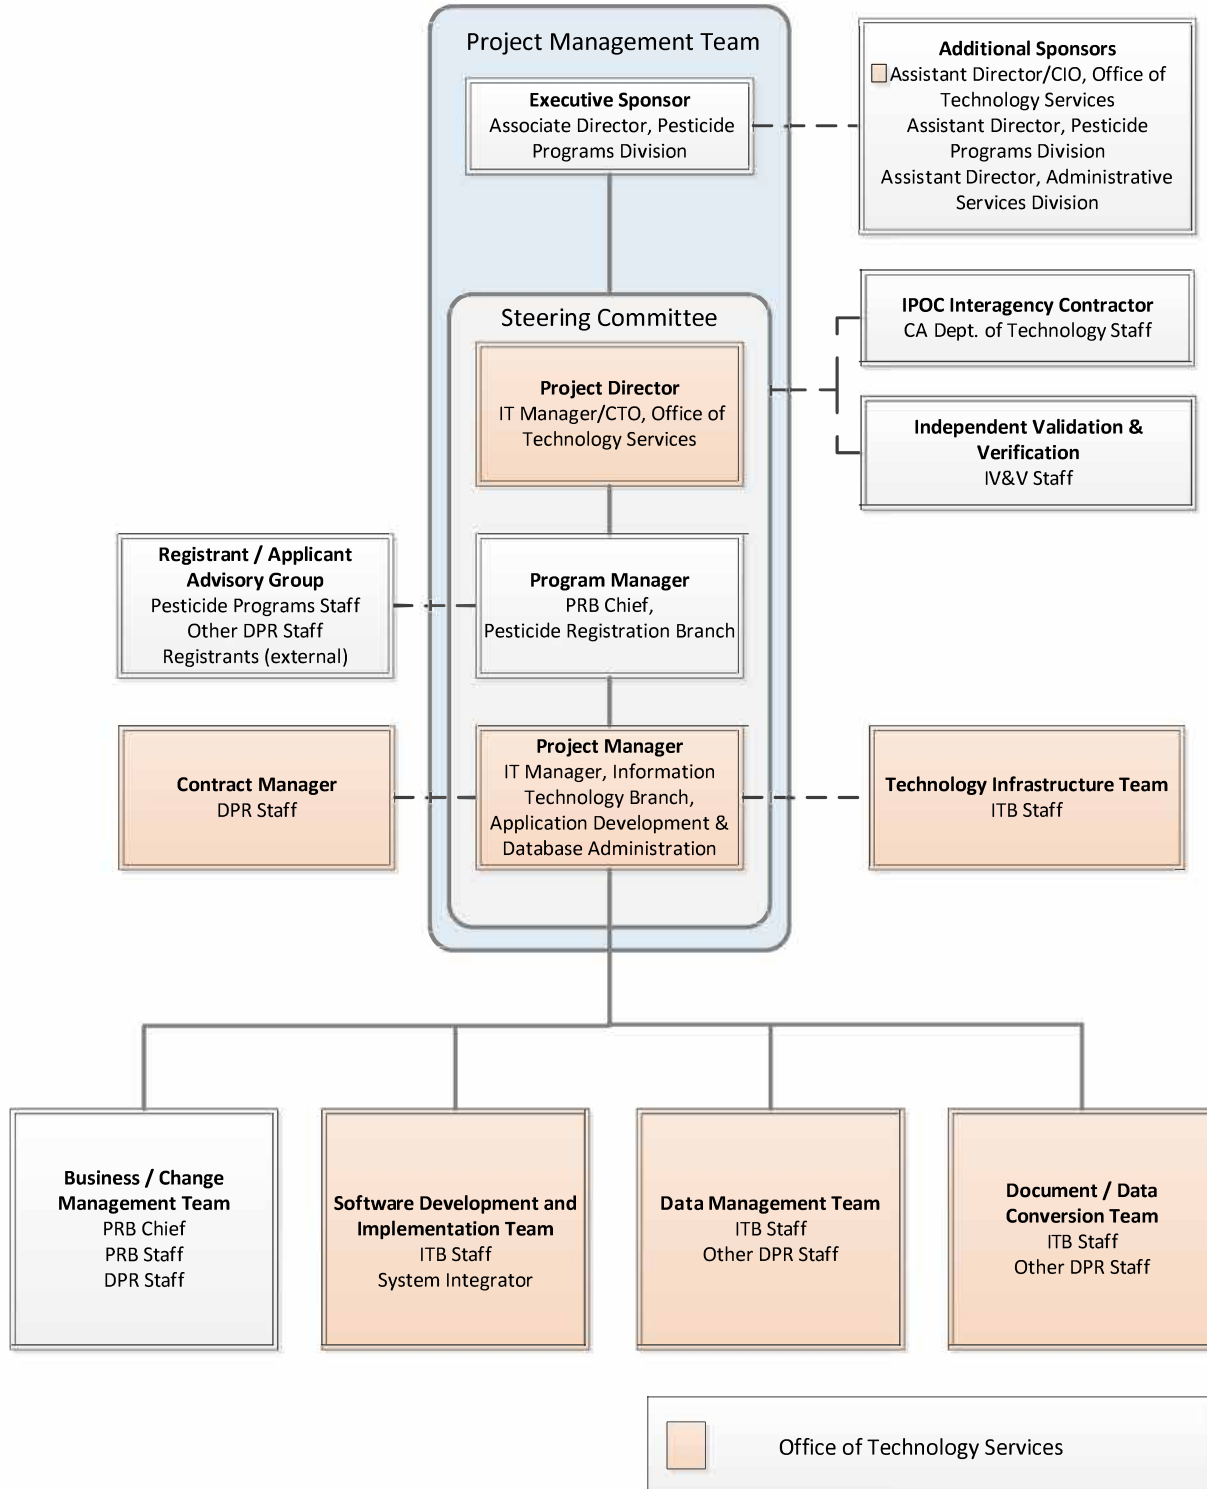 Project Management Team
Executive Sponsor
Associate Director, Pesticide
Programs Division
Additional Sponsors
Assistant Director/CIO, Office of
Technology Services
Assistant Director, Pesticide
Programs Division
Assistant Director, Administrative
Services Division
Steering Committee
Project Director
IT Manager/CTO, Office of
Technology Services
IPOC Interagency Contractor
CA Dept. of Technology Staff
Independent Validation &
Verification
IV&V Staff
Registrant / Applicant
Advisory Group
Pesticide Programs Staff
Other DPR Staff
Registrants (external)
Program Manager
PRB Chief,
Pesticide Registration Branch
Contract Manager
DPR Staff
Project Manager
IT Manager, Information
Technology Branch,
Application Development &
Database Administration
Technology Infrastructure Team
ITB Staff
Business / Change
Management Team
PRB Chief
PRB Staff
DPR Staff
Software Development and
Implementation Team
ITB Staff
System Integrator
Data Management Team
ITB Staff
Other DPR Staff
Document / Data
Conversion Team
ITB Staff
Other DPR Staff
Office of Technology Services